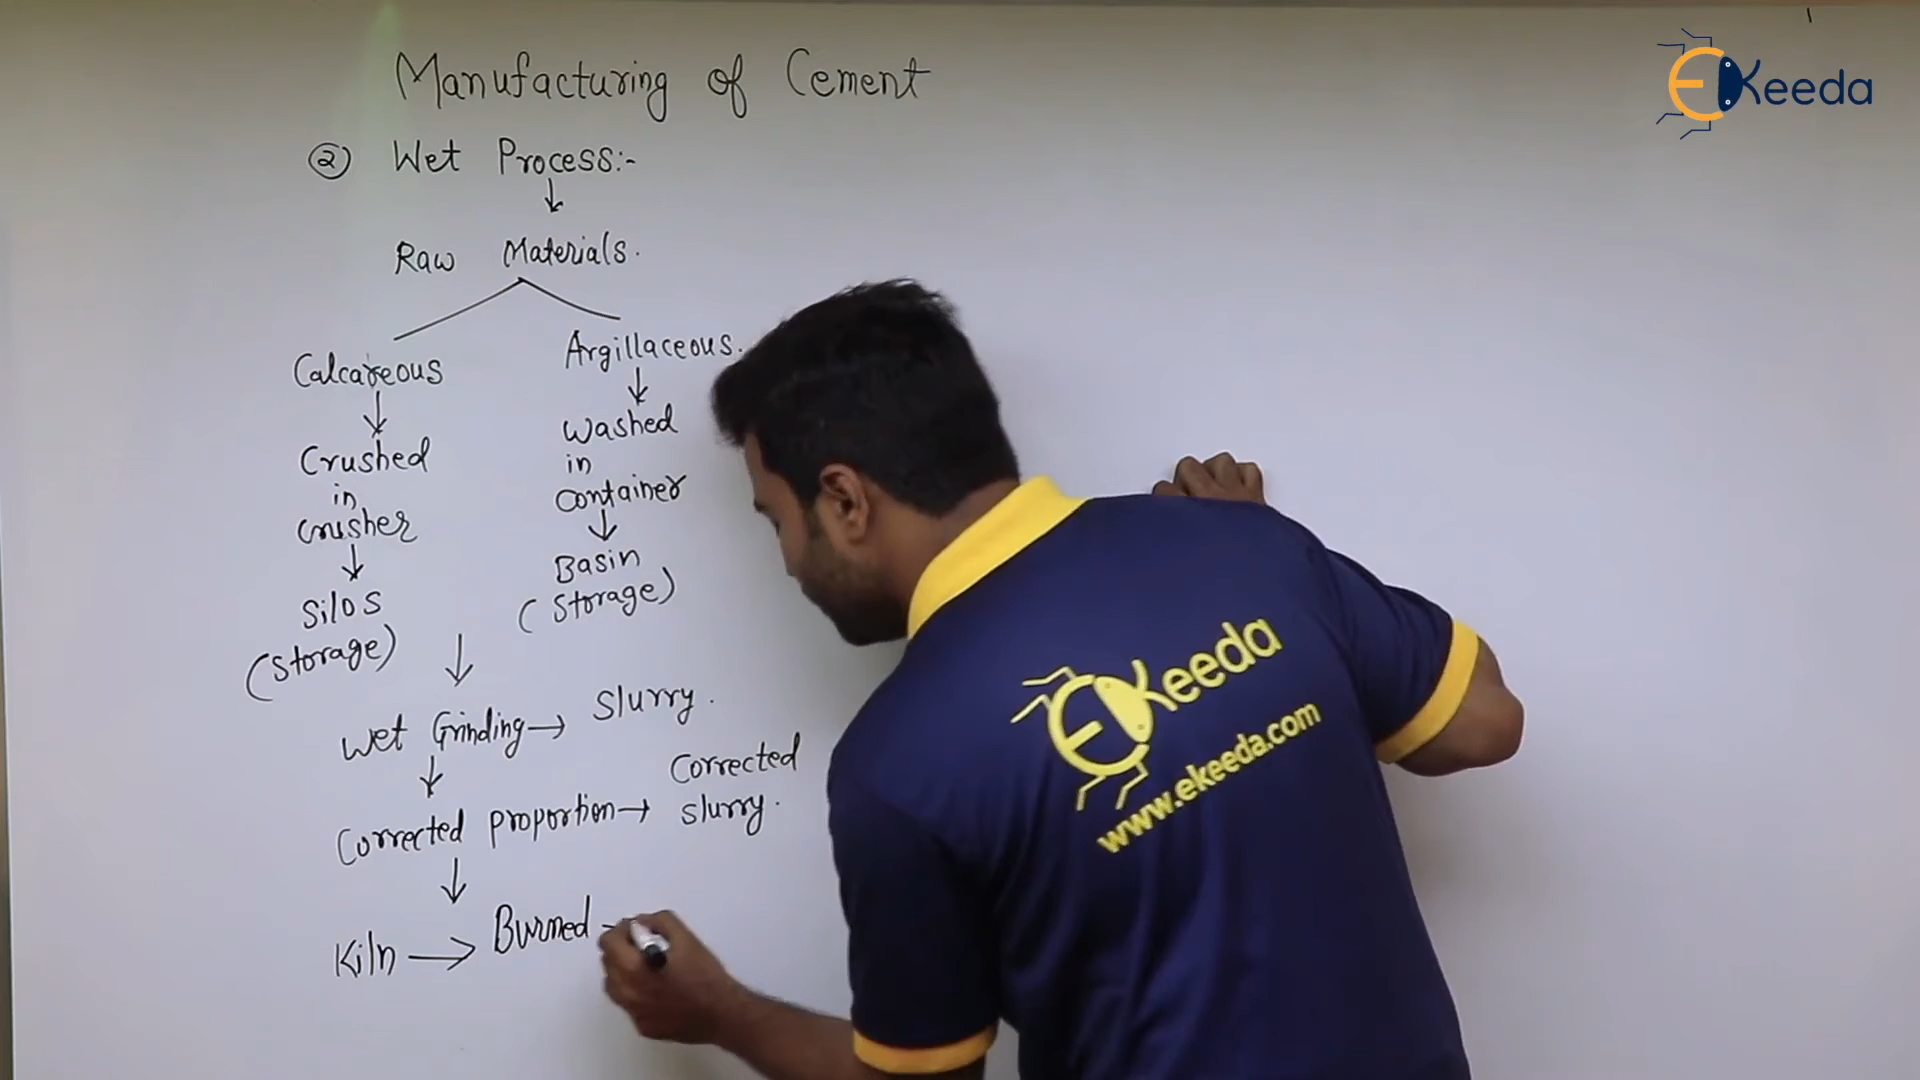 Manufacturing of Cement
② Wet Process:-
↓
Raw Materials.
Calcareous
↓
Crushed
in
Crusher
↓
Silos
(Storage)
Argillaceous.
↓
Washed
in
Container
↓
Basin
(Storage)
↓
Wet Grinding → Slurry.
↓
Corrected proportion → Corrected
slurry.
↓
Kiln → Burned -
EKeeda
EKeeda
www.ekeeda.com